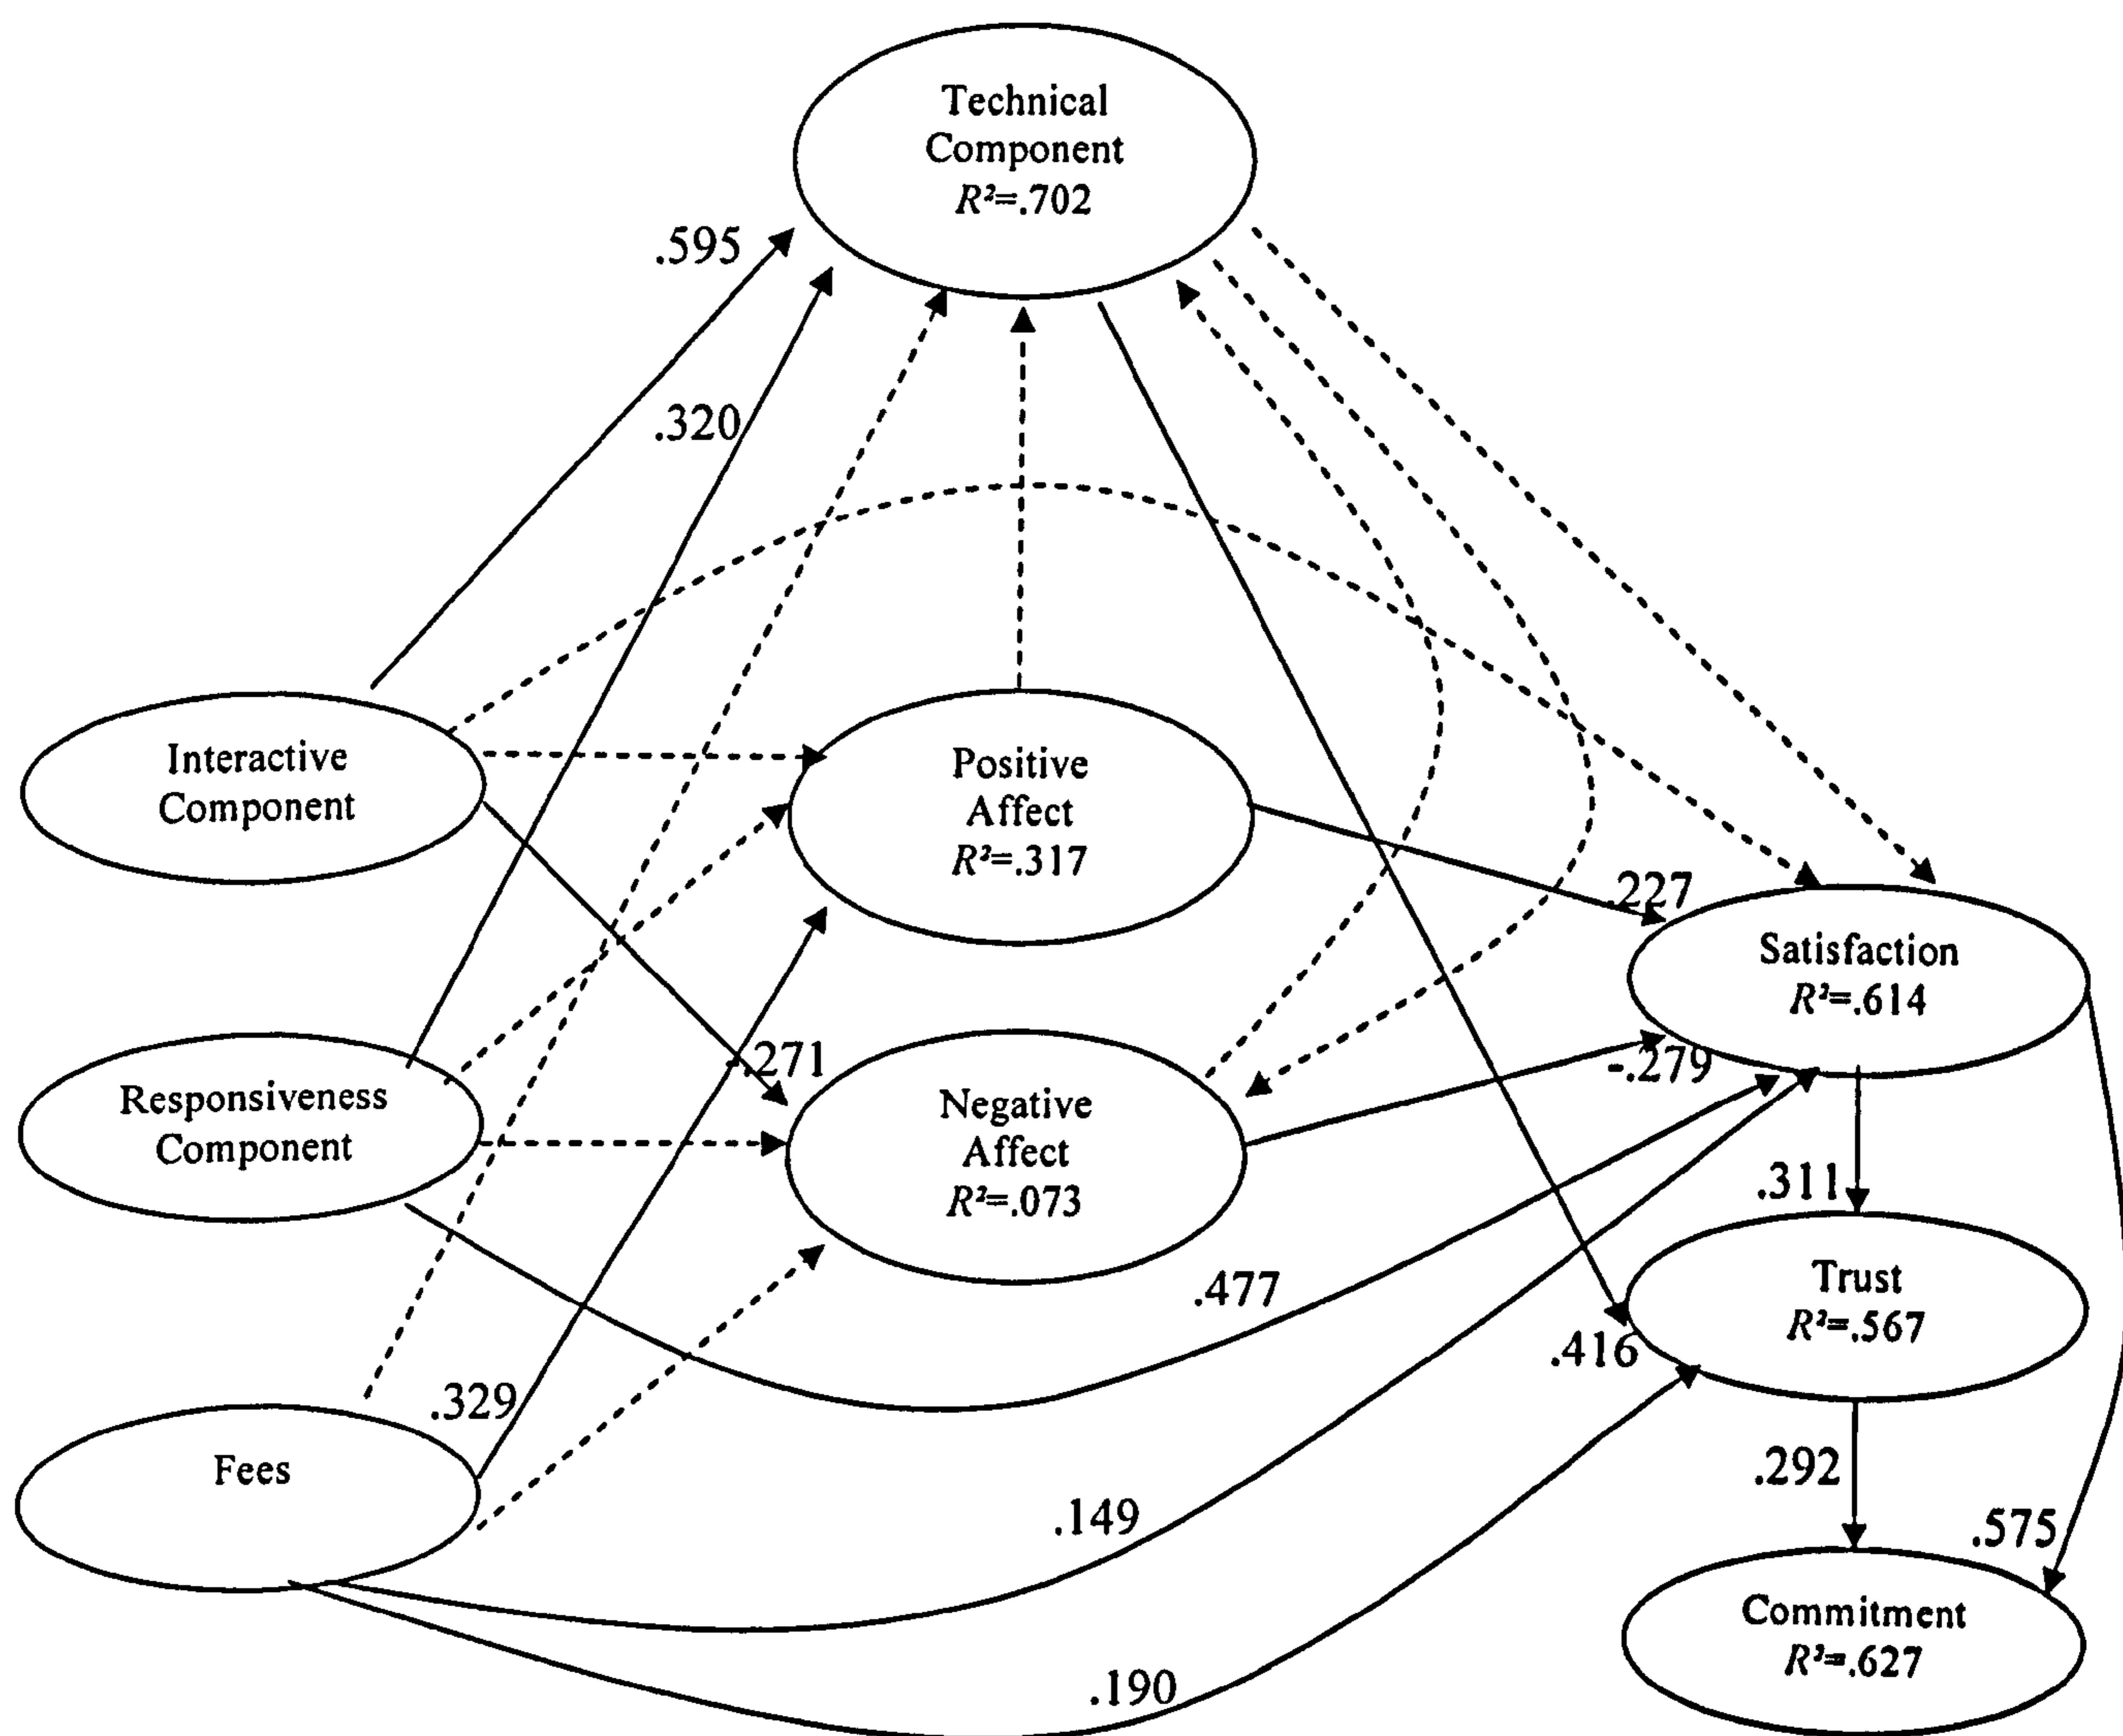 Technical
Component
R²=.702
.595
.320
Interactive
Component
Positive
Affect
R²=.317
.227
Satisfaction
R²=.614
Responsiveness
Component
-.271
Negative
Affect
R²=.073
-.279
.311
.477
Trust
R²=.567
.416
.329
Fees
.292
.149
.575
Commitment
R²=.627
.190